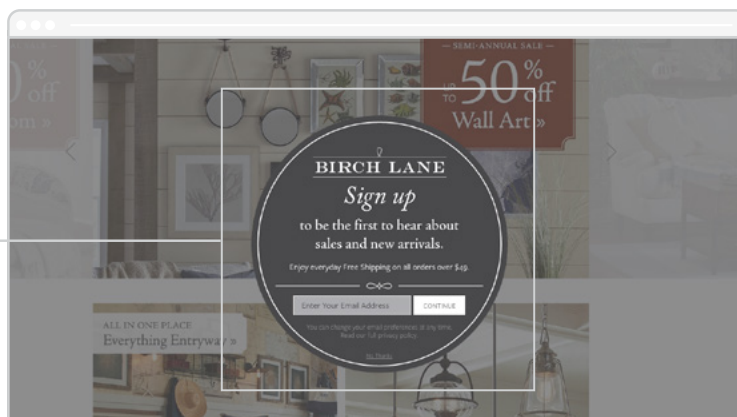 SEMI-ANNUAL SALE
UP TO 50% off
Wall Art »
% off
om »
BIRCH LANE
Sign up
to be the first to hear about
sales and new arrivals.
Enjoy everyday Free Shipping on all orders over $49.
Enter Your Email Address
CONTINUE
You can change your email preferences at any time.
Read our full privacy policy.
No Thanks
ALL IN ONE PLACE
Everything Entryway »